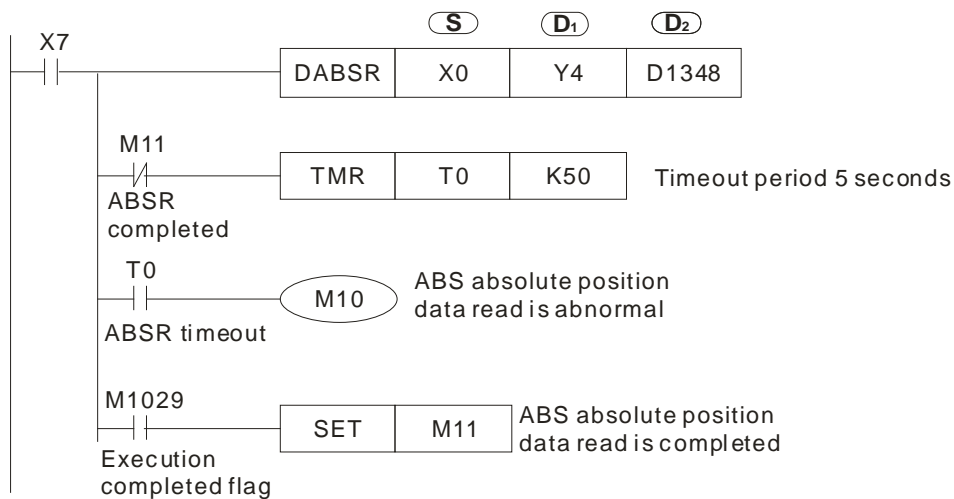 S D₁ D₂
X7
DABSR X0 Y4 D1348
M11
TMR T0 K50 Timeout period 5 seconds
ABSR
completed
T0
M10 ABS absolute position
data read is abnormal
ABSR timeout
M1029
SET M11 ABS absolute position
data read is completed
Execution
completed flag